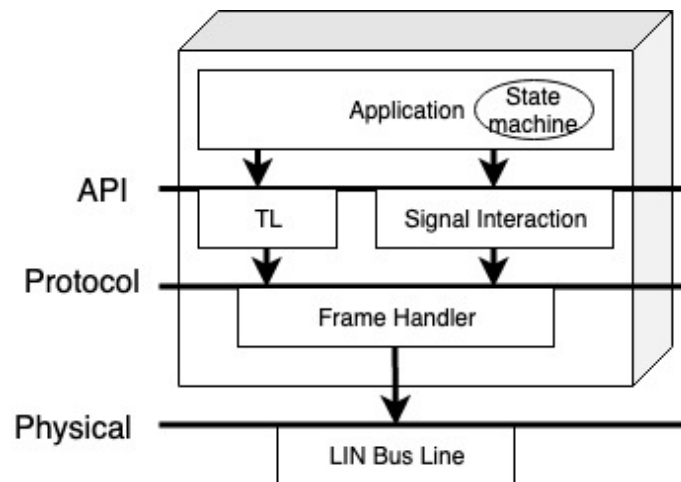 Application
State
machine
API
TL
Signal Interaction
Protocol
Frame Handler
Physical
LIN Bus Line